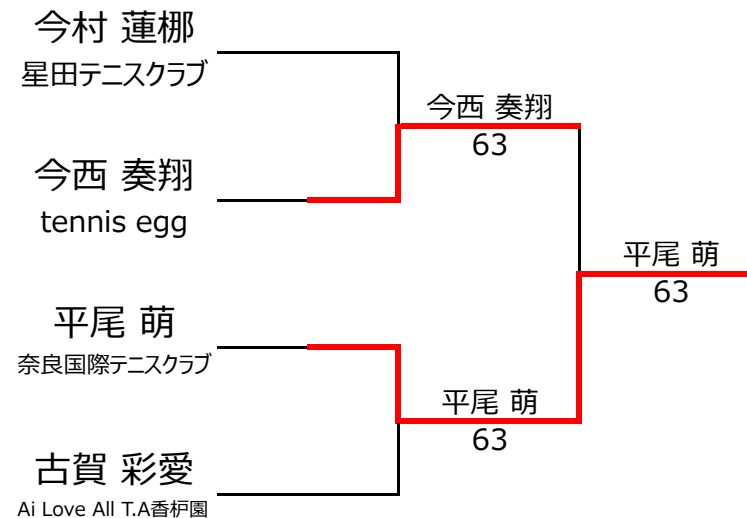 今村 蓮梛
星田テニスクラブ
今西 奏翔
63
今西 奏翔
tennis egg
平尾 萌
63
平尾 萌
奈良国際テニスクラブ
平尾 萌
63
古賀 彩愛
Ai Love All T.A香枦園